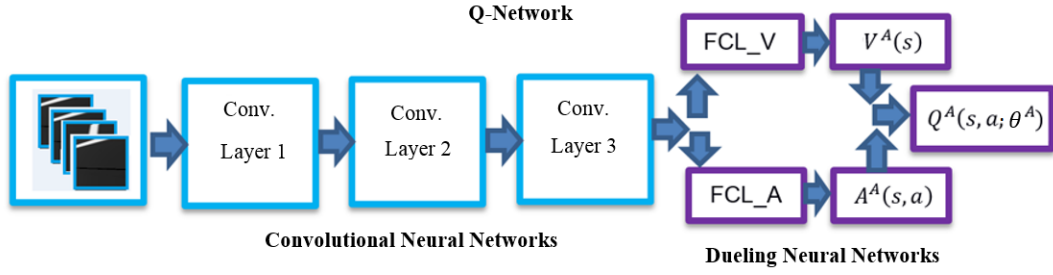 Q-Network
FCL_V
V^A(s)
Conv.
Layer 1
Conv.
Layer 2
Conv.
Layer 3
Q^A(s, a; θ^A)
FCL_A
A^A(s, a)
Convolutional Neural Networks
Dueling Neural Networks